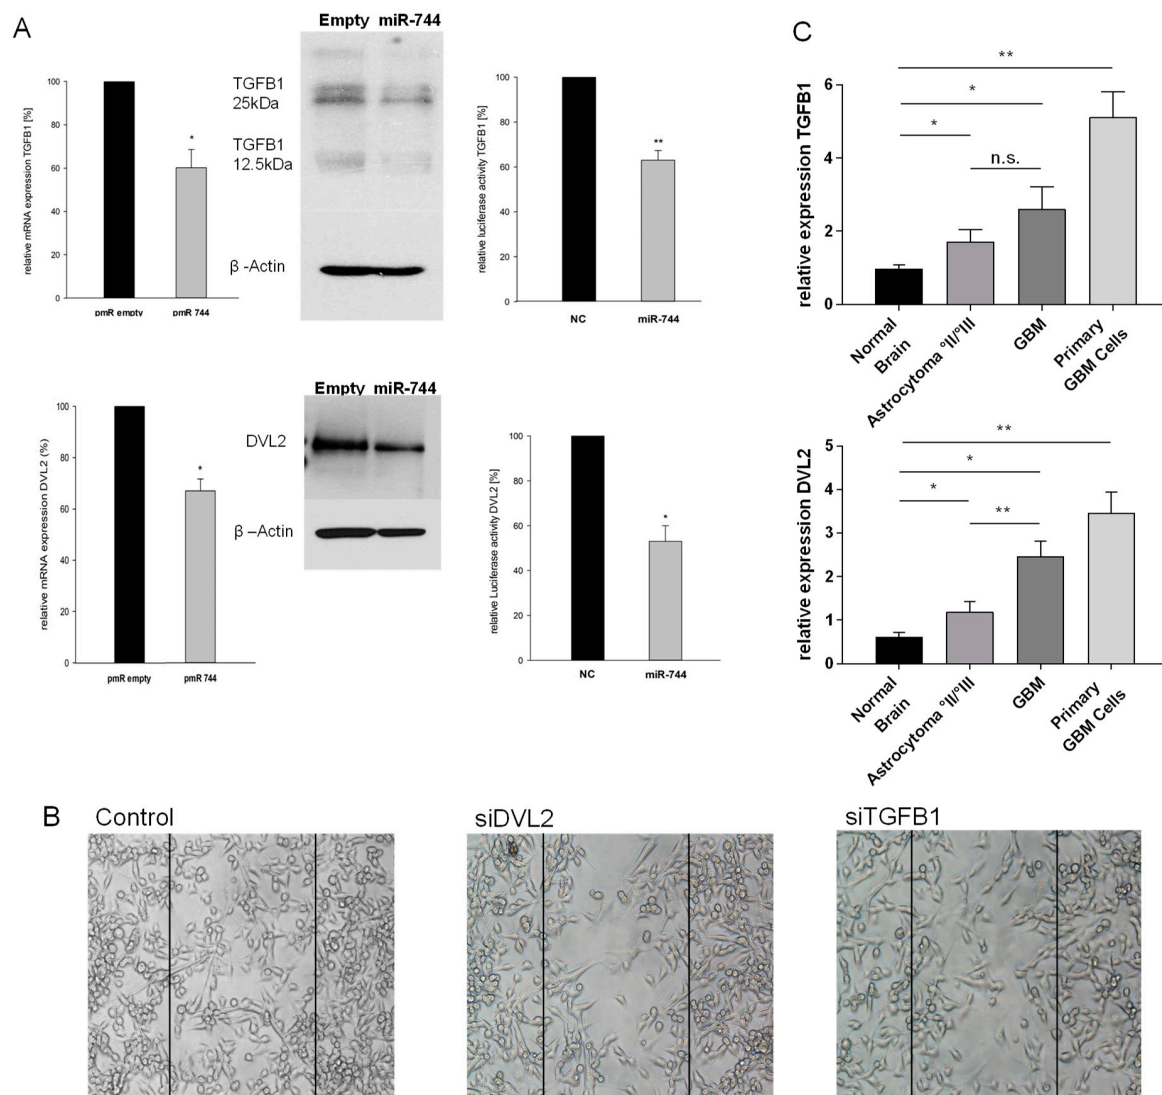 A
relative mRNA expression TGFB1 [%]
100
80
60
40
20
0
*
pmR empty
pmR 744
Empty miR-744
TGFB1
25kDa
TGFB1
12.5kDa
β -Actin
relative luciferase activity TGFB1 [%]
100
80
60
40
20
0
**
NC
miR-744
relative mRNA expression DVL2 (%)
100
80
60
40
20
0
*
pmR empty
pmR 744
Empty miR-744
DVL2
β –Actin
relative Luciferase activity DVL2 [%]
100
80
60
40
20
0
*
NC
miR-744
C
relative expression TGFB1
6
4
2
0
**
*
*
n.s.
Normal
Brain
Astrocytoma °II/°III
GBM
Primary
GBM Cells
relative expression DVL2
5
4
3
2
1
0
**
*
*
**
Normal
Brain
Astrocytoma °II/°III
GBM
Primary
GBM Cells
B
Control
siDVL2
siTGFB1